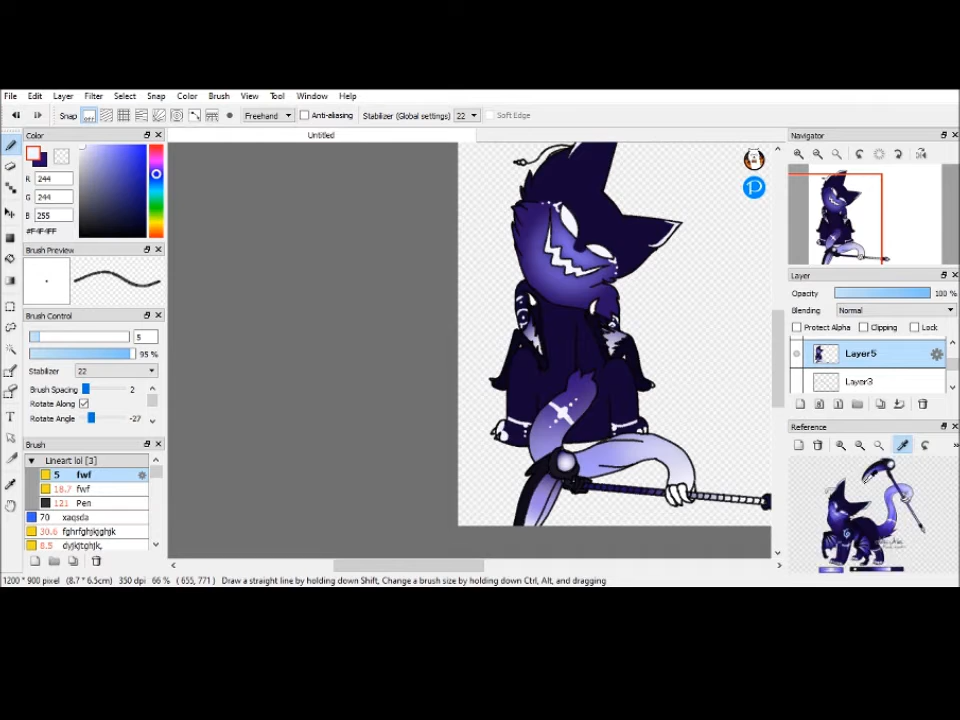 File Edit Layer Filter Select Snap Color Brush View Tool Window Help
Snap off Freehand Anti-aliasing Stabilizer (Global settings) 22 Soft Edge
Color
Untitled
Navigator
R 244
G 244
B 255
#F4F4FF
Brush Preview
Layer
Opacity 100 %
Blending Normal
Protect Alpha Clipping Lock
Layer5
Layer3
Brush Control
5
95 %
Stabilizer 22
Brush Spacing 2
Rotate Along
Rotate Angle -27
Reference
Brush
Lineart lol [3]
5 fwf
18.7 fwf
121 Pen
70 xaqsda
30.6 fghrfghjkjghjk
8.5 dyjkjtghjk,
1200 * 900 pixel (8.7 * 6.5cm) 350 dpi 66 % ( 655, 771 ) Draw a straight line by holding down Shift, Change a brush size by holding down Ctrl, Alt, and dragging